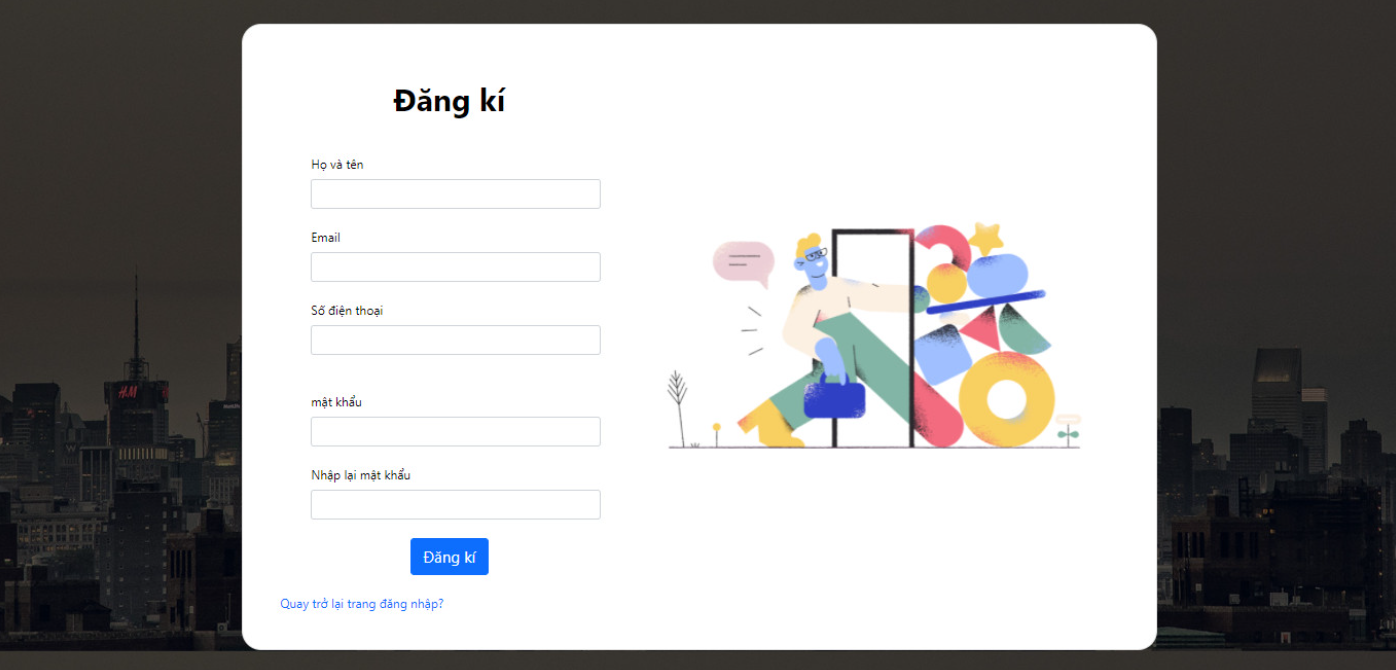 Đăng kí
Họ và tên
Email
Số điện thoại
mật khẩu
Nhập lại mật khẩu
Đăng kí
Quay trở lại trang đăng nhập?
H&M
W